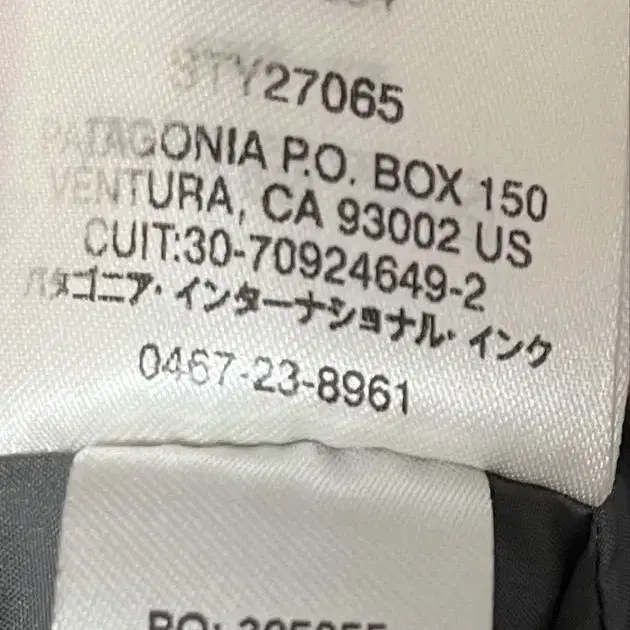 STY27065
PATAGONIA P.O. BOX 150
VENTURA, CA 93002 US
CUIT:30-70924649-2
パタゴニア・インターナショナル・インク
0467-23-8961